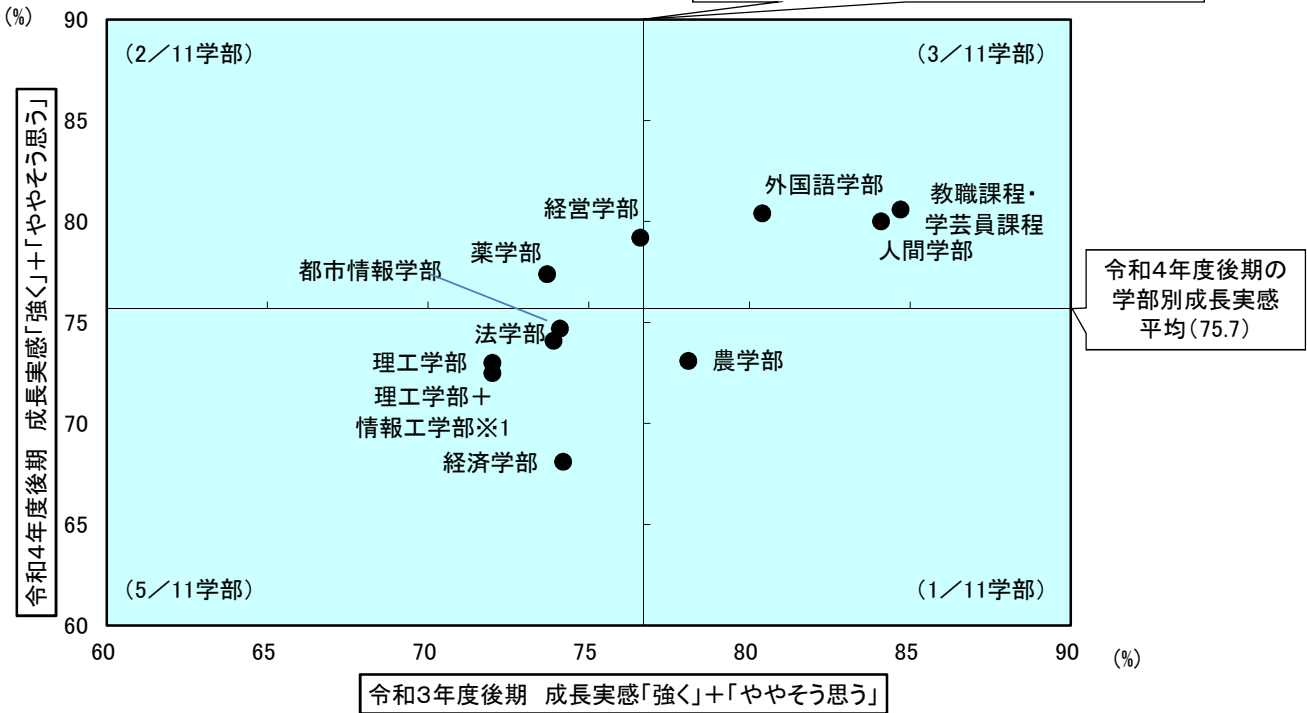 (%)
90
(2/11学部)
(3/11学部)
85
外国語学部
教職課程・
学芸員課程
経営学部
80
人間学部
薬学部
都市情報学部
令和4年度後期の
学部別成長実感
平均(75.7)
75
法学部
理工学部
農学部
理工学部+
情報工学部※1
70
経済学部
65
(5/11学部)
(1/11学部)
60
令和4年度後期 成長実感「強く」+「ややそう思う」
60
65
70
75
80
85
90
(%)
令和3年度後期 成長実感「強く」+「ややそう思う」